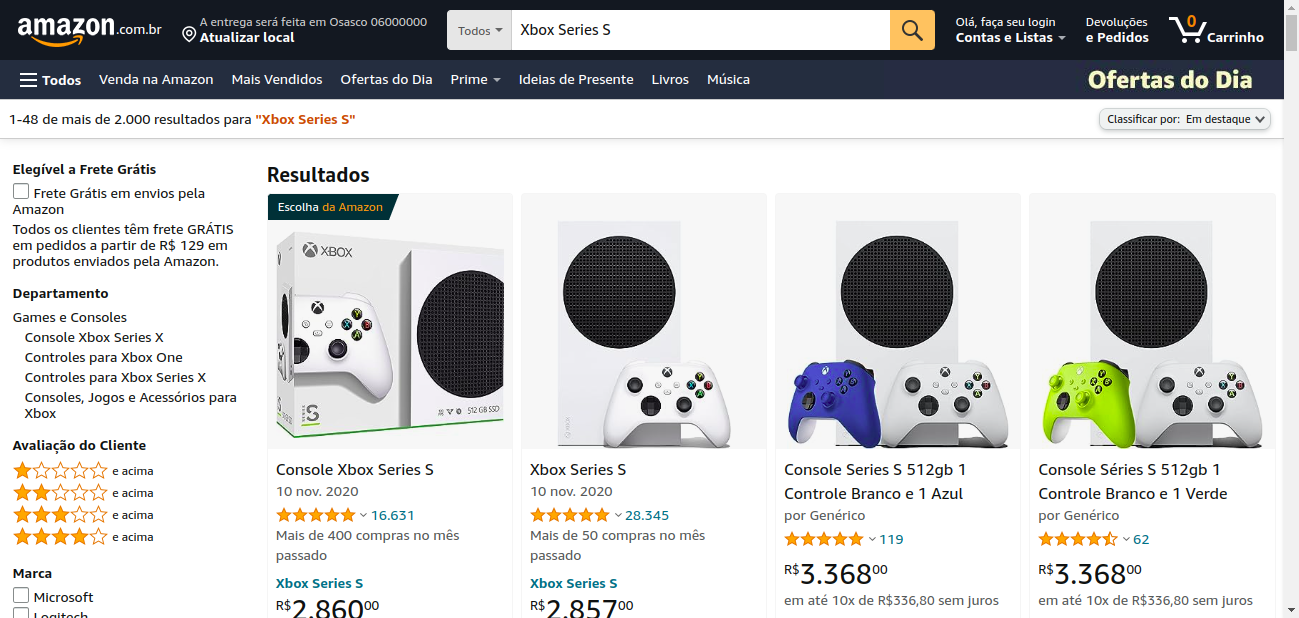 amazon.com.br
A entrega será feita em Osasco 06000000
Atualizar local
Todos
Xbox Series S
Olá, faça seu login
Contas e Listas
Devoluções
e Pedidos
0
Carrinho
Todos
Venda na Amazon
Mais Vendidos
Ofertas do Dia
Prime
Ideias de Presente
Livros
Música
Ofertas do Dia
1-48 de mais de 2.000 resultados para "Xbox Series S"
Classificar por: Em destaque
Elegível a Frete Grátis
Frete Grátis em envios pela
Amazon
Todos os clientes têm frete GRÁTIS
em pedidos a partir de R$ 129 em
produtos enviados pela Amazon.
Departamento
Games e Consoles
Console Xbox Series X
Controles para Xbox One
Controles para Xbox Series X
Consoles, Jogos e Acessórios para
Xbox
Avaliação do Cliente
e acima
e acima
e acima
e acima
Marca
Microsoft
Logitech
Resultados
Escolha da Amazon
XBOX
SERIES S
512 GB SSD
Console Xbox Series S
10 nov. 2020
16.631
Mais de 400 compras no mês
passado
Xbox Series S
R$2.86000
Xbox Series S
10 nov. 2020
28.345
Mais de 50 compras no mês
passado
Xbox Series S
R$2.85700
Console Series S 512gb 1
Controle Branco e 1 Azul
por Genérico
119
R$3.36800
em até 10x de R$336,80 sem juros
Console Séries S 512gb 1
Controle Branco e 1 Verde
por Genérico
62
R$3.36800
em até 10x de R$336,80 sem juros